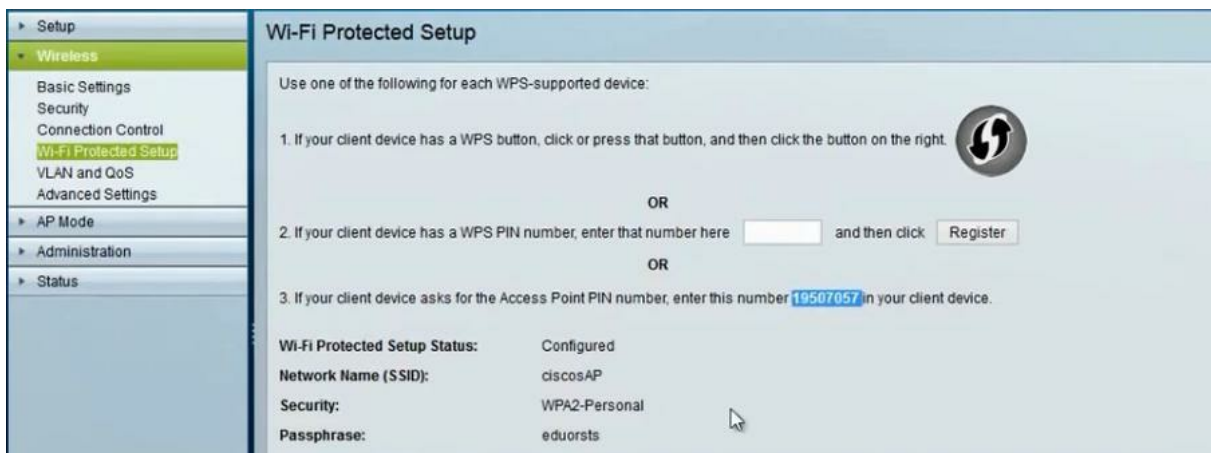 Setup
Wireless
Basic Settings
Security
Connection Control
Wi-Fi Protected Setup
VLAN and QoS
Advanced Settings
AP Mode
Administration
Status
Wi-Fi Protected Setup
Use one of the following for each WPS-supported device:
1. If your client device has a WPS button, click or press that button, and then click the button on the right.
OR
2. If your client device has a WPS PIN number, enter that number here and then click Register
OR
3. If your client device asks for the Access Point PIN number, enter this number 19507057 in your client device.
Wi-Fi Protected Setup Status: Configured
Network Name (SSID): ciscosAP
Security: WPA2-Personal
Passphrase: eduorsts